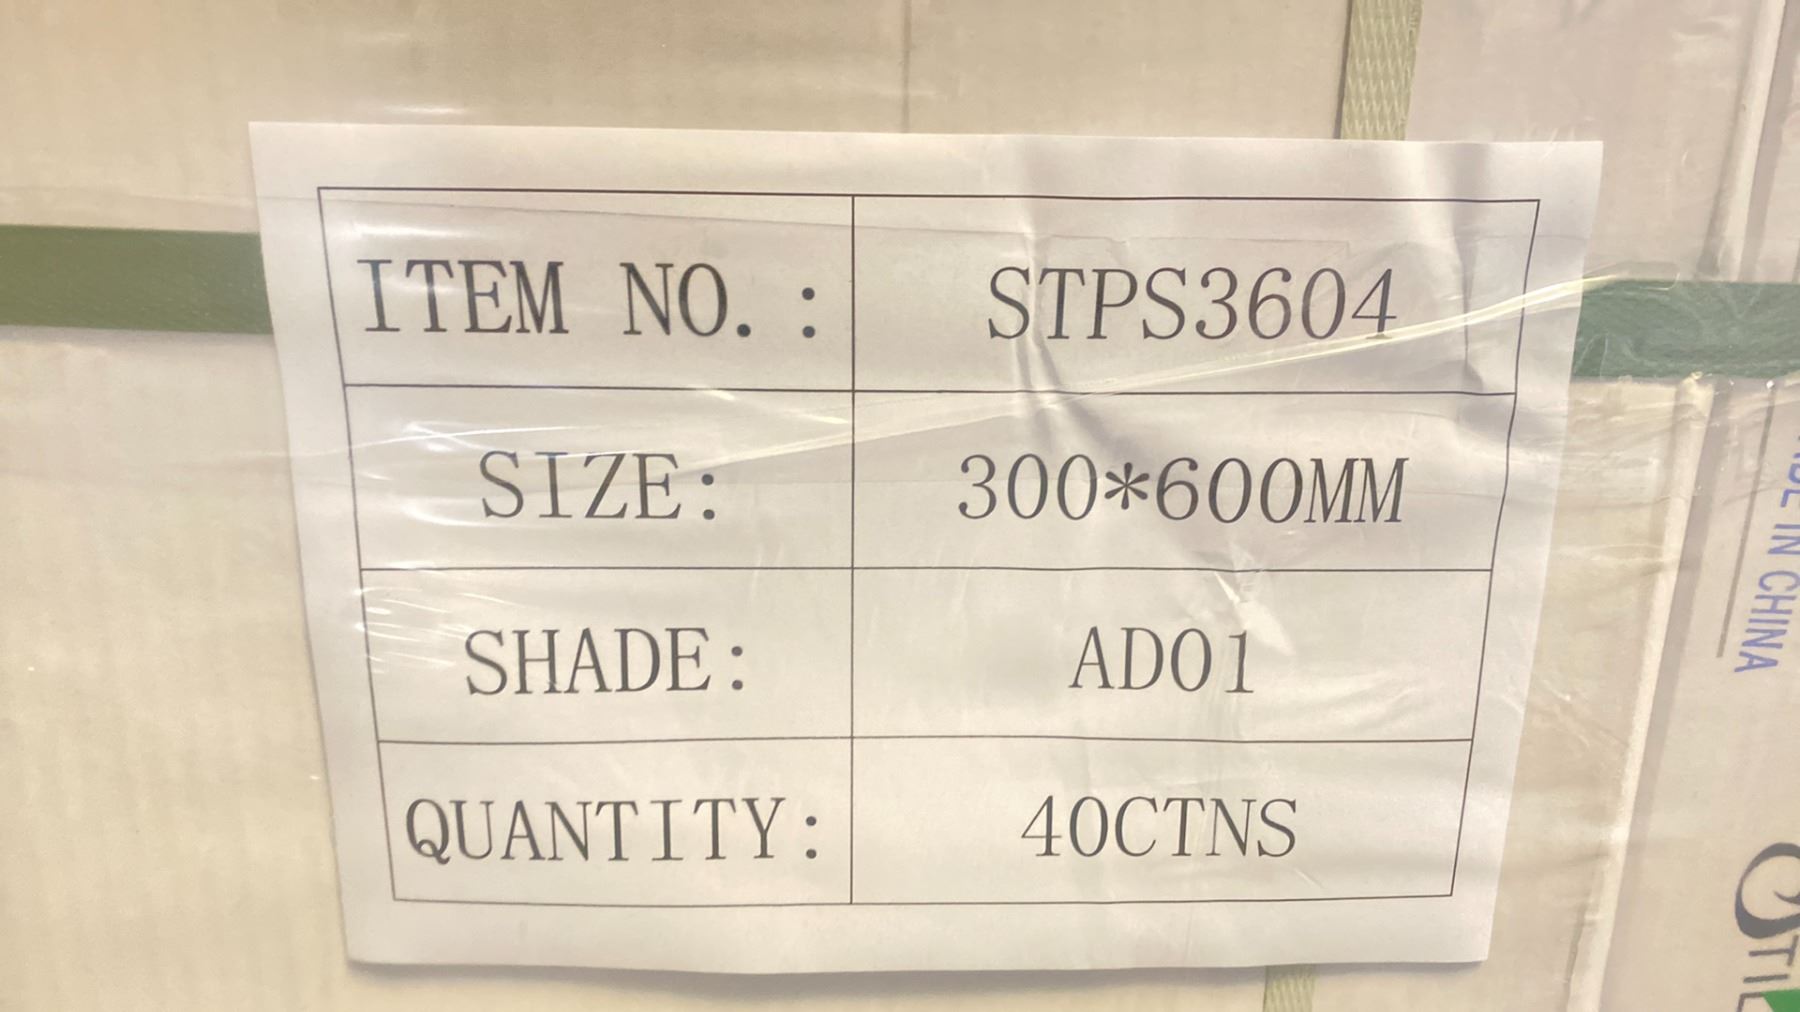 ITEM NO.: STPS3604
SIZE: 300*600MM
SHADE: AD01
QUANTITY: 40CTNS
IN CHINA